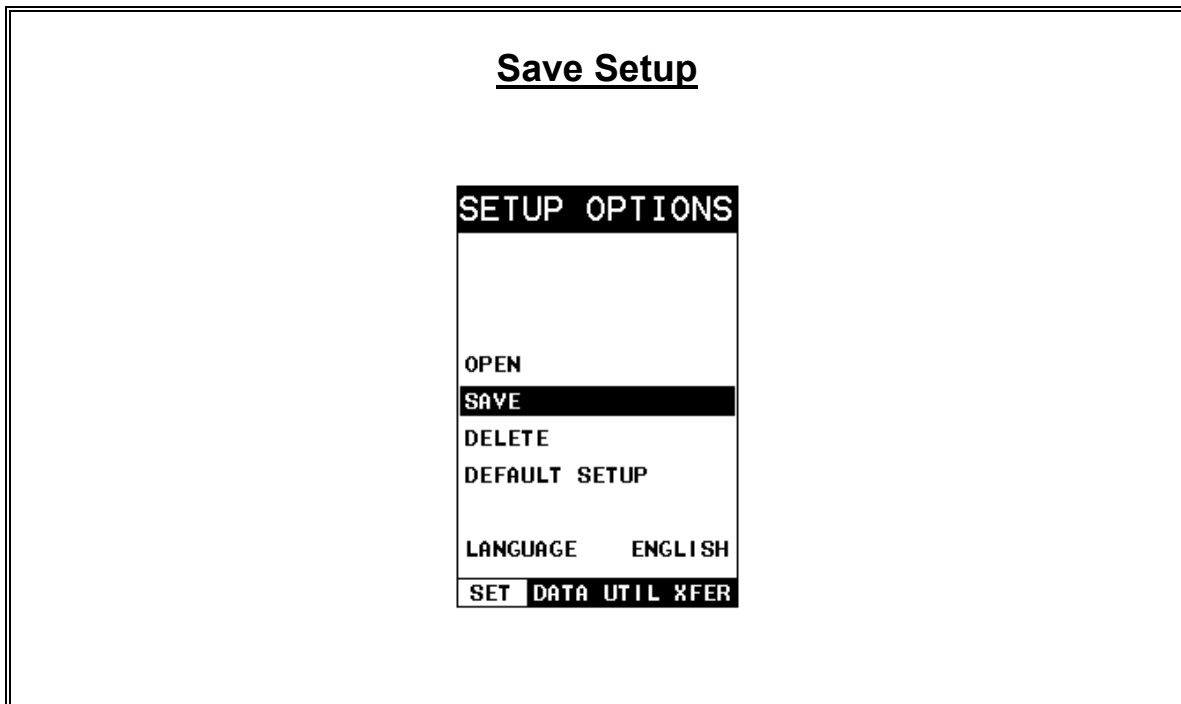 Save Setup
SETUP OPTIONS
OPEN
SAVE
DELETE
DEFAULT SETUP
LANGUAGE ENGLISH
SET DATA UTIL XFER